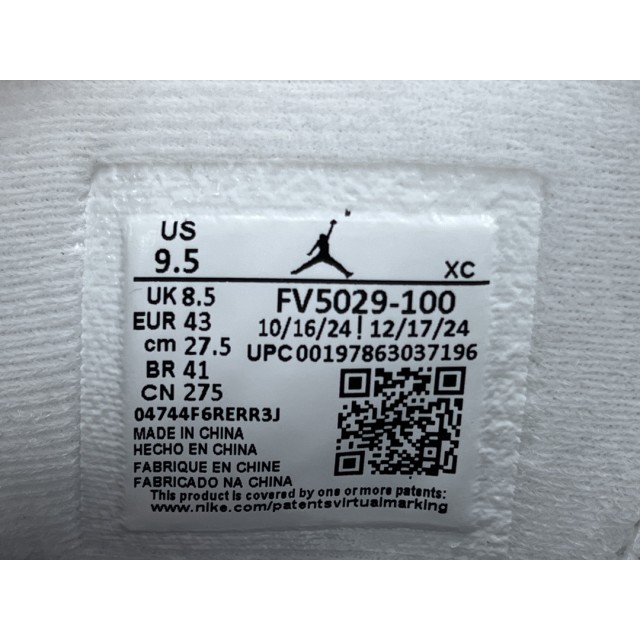 US
9.5
XC
UK 8.5
FV5029-100
EUR 43
10/16/24 | 12/17/24
cm 27.5
UPC 00197863037196
BR 41
CN 275
04744F6RERR3J
MADE IN CHINA
HECHO EN CHINA
FABRIQUE EN CHINE
FABRICADO NA CHINA
This product is covered by one or more patents:
www.nike.com/patentsvirtualmarking